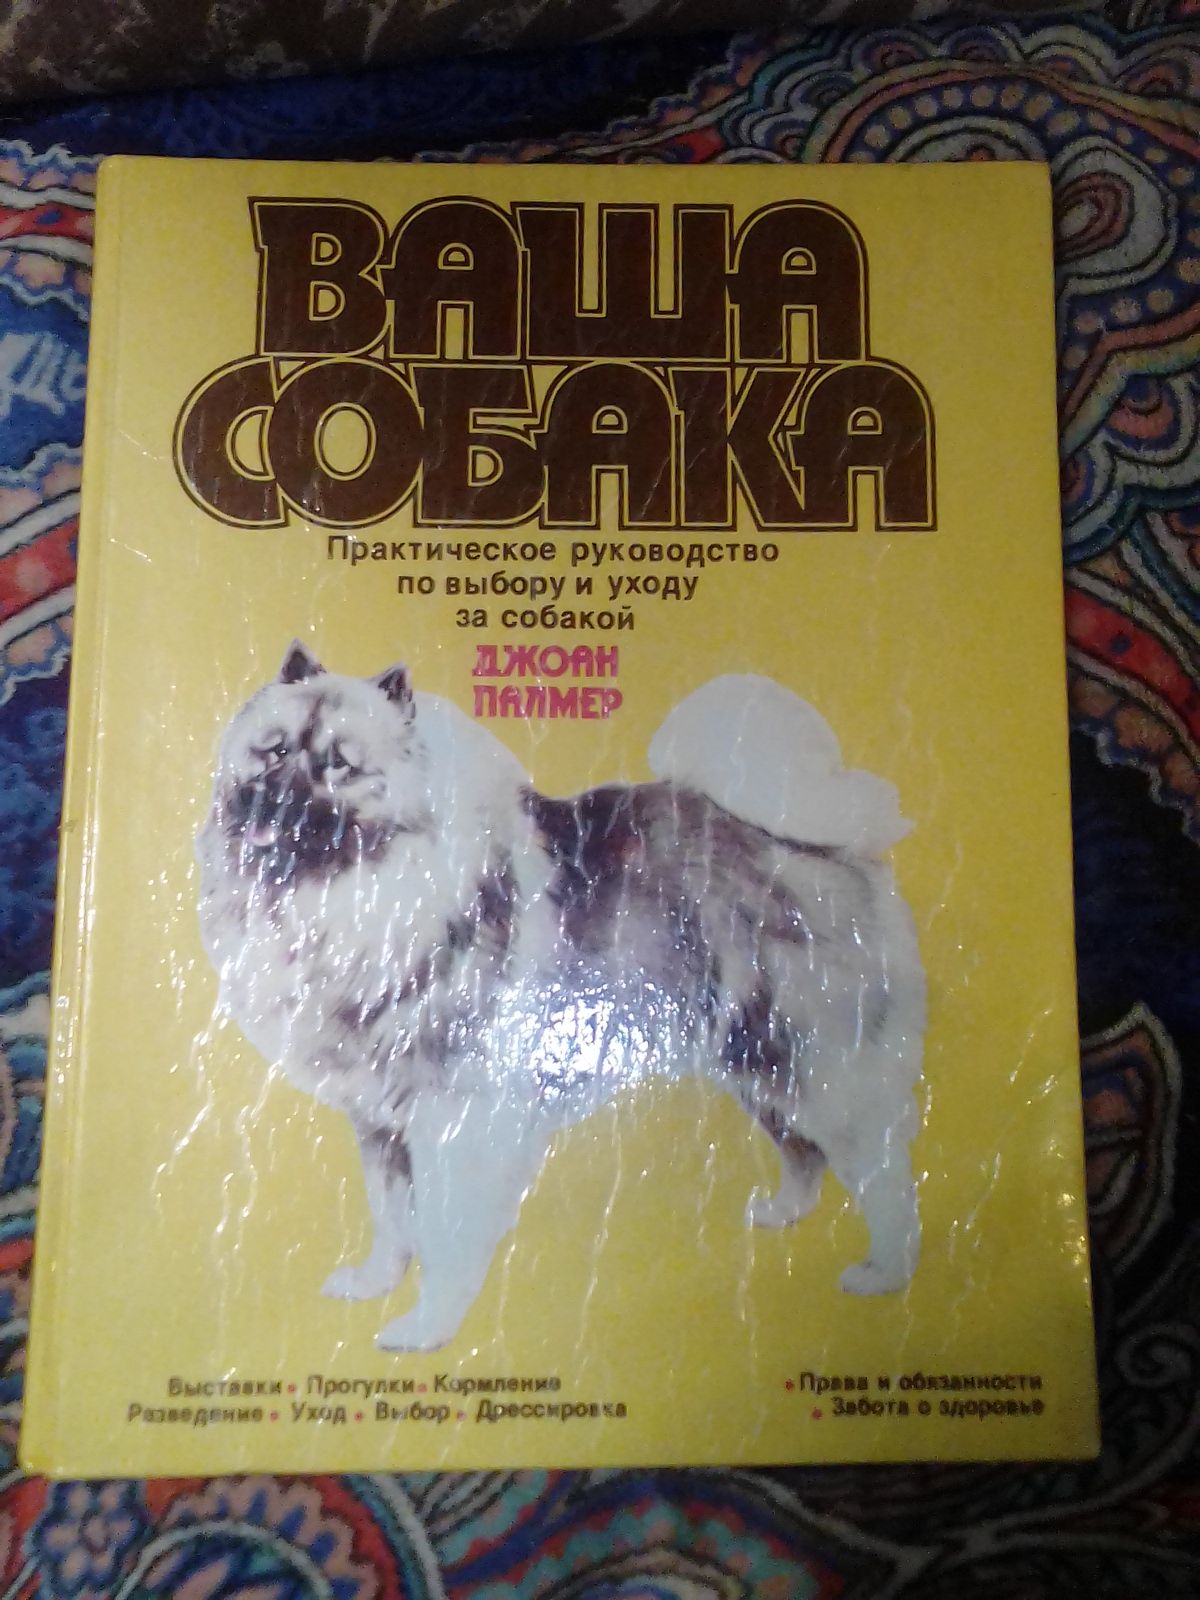 ВАША
СОБАКА
Практическое руководство
по выбору и уходу
за собакой
ДЖОАН
ПАЛМЕР
Выставки • Прогулки • Кормление
Разведение • Уход • Выбор • Дрессировка
• Права и обязанности
• Забота о здоровье